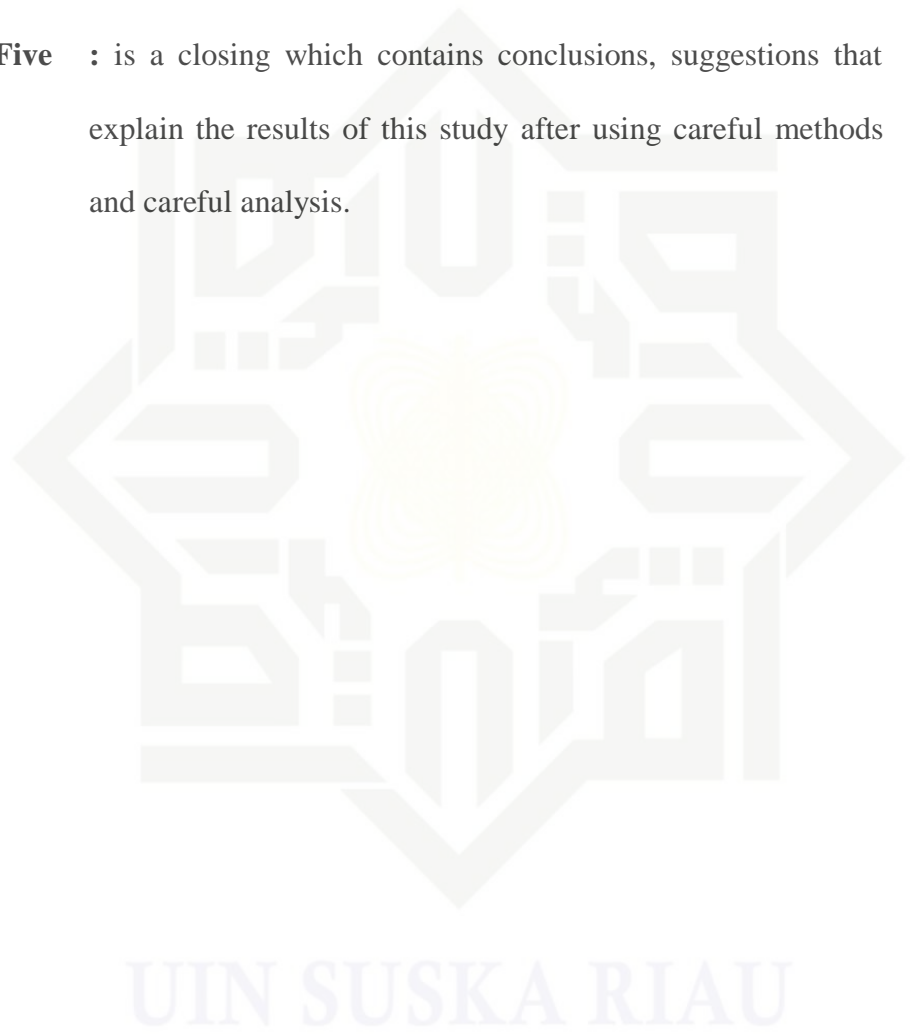 Five : is a closing which contains conclusions, suggestions that
explain the results of this study after using careful methods
and careful analysis.
UIN SUSKA RIAU